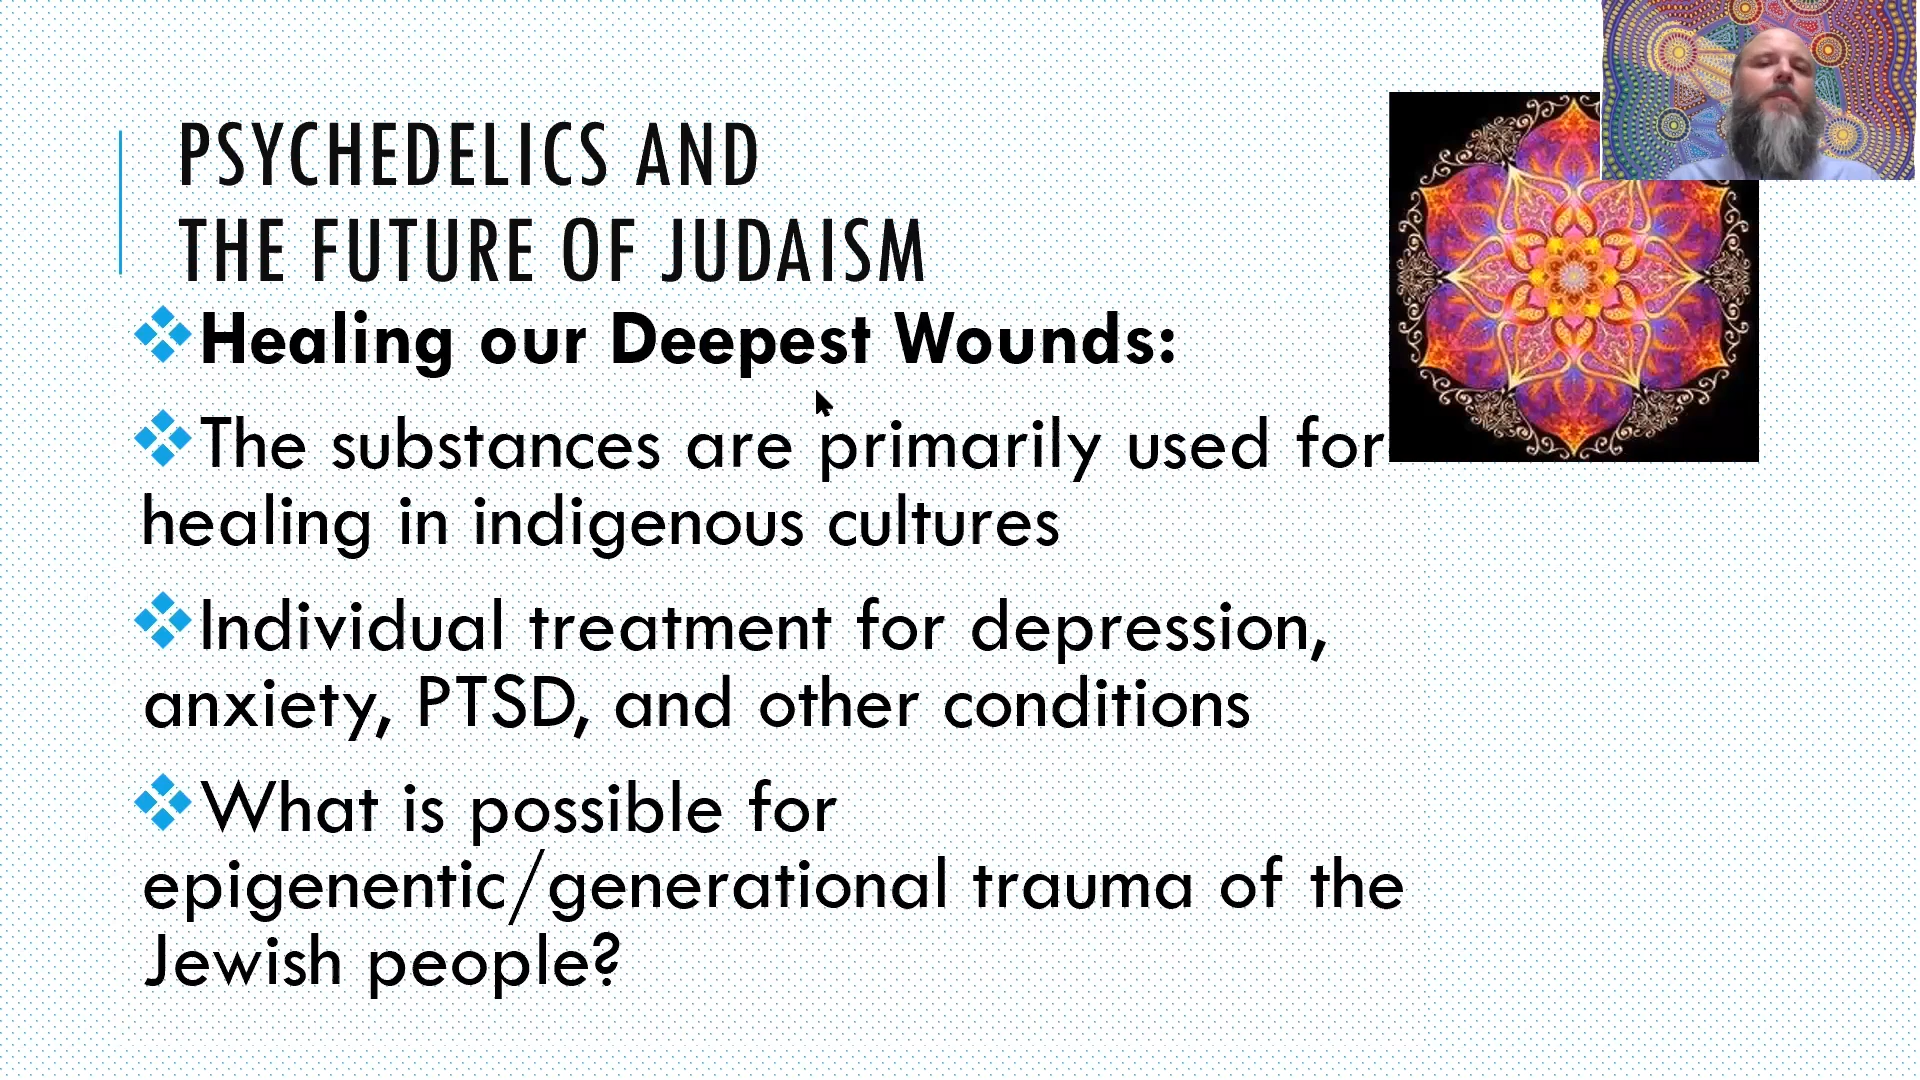 PSYCHEDELICS AND
THE FUTURE OF JUDAISM
Healing our Deepest Wounds:
The substances are primarily used for
healing in indigenous cultures
Individual treatment for depression,
anxiety, PTSD, and other conditions
What is possible for
epigenentic/generational trauma of the
Jewish people?